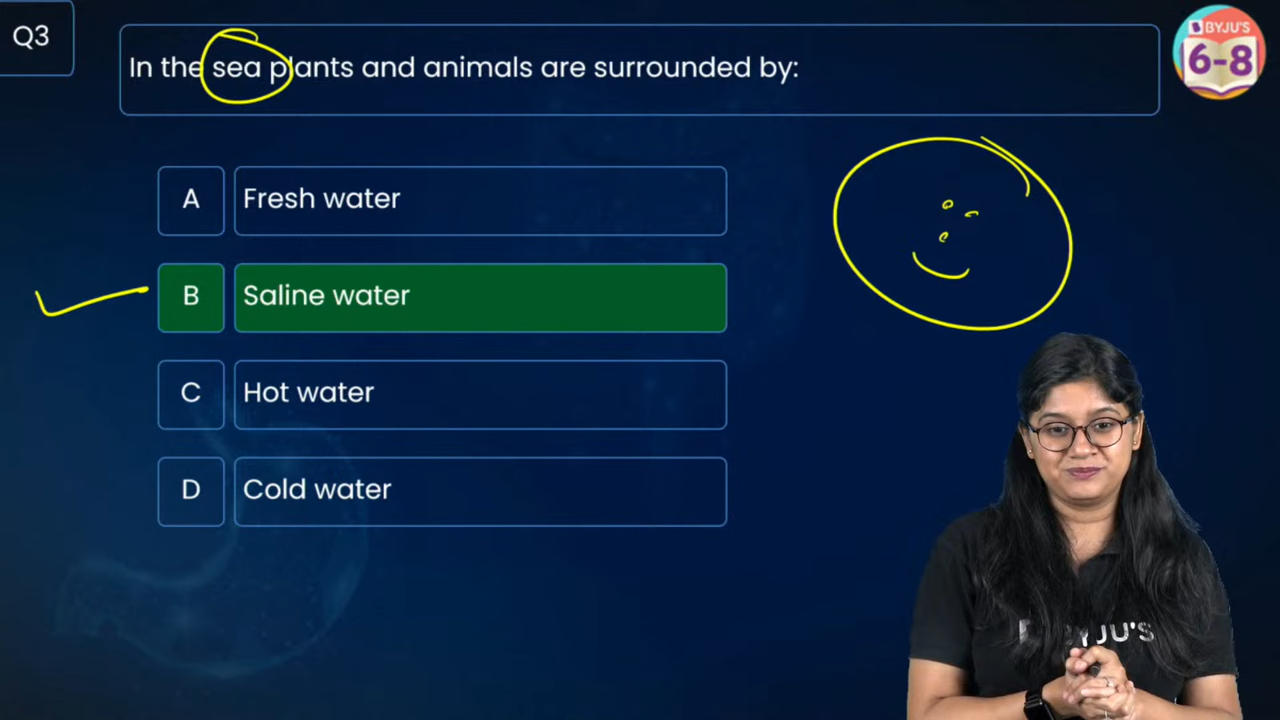 Q3
In the sea plants and animals are surrounded by:
BYJU'S
6-8
A
Fresh water
B
Saline water
C
Hot water
D
Cold water
BYJU'S